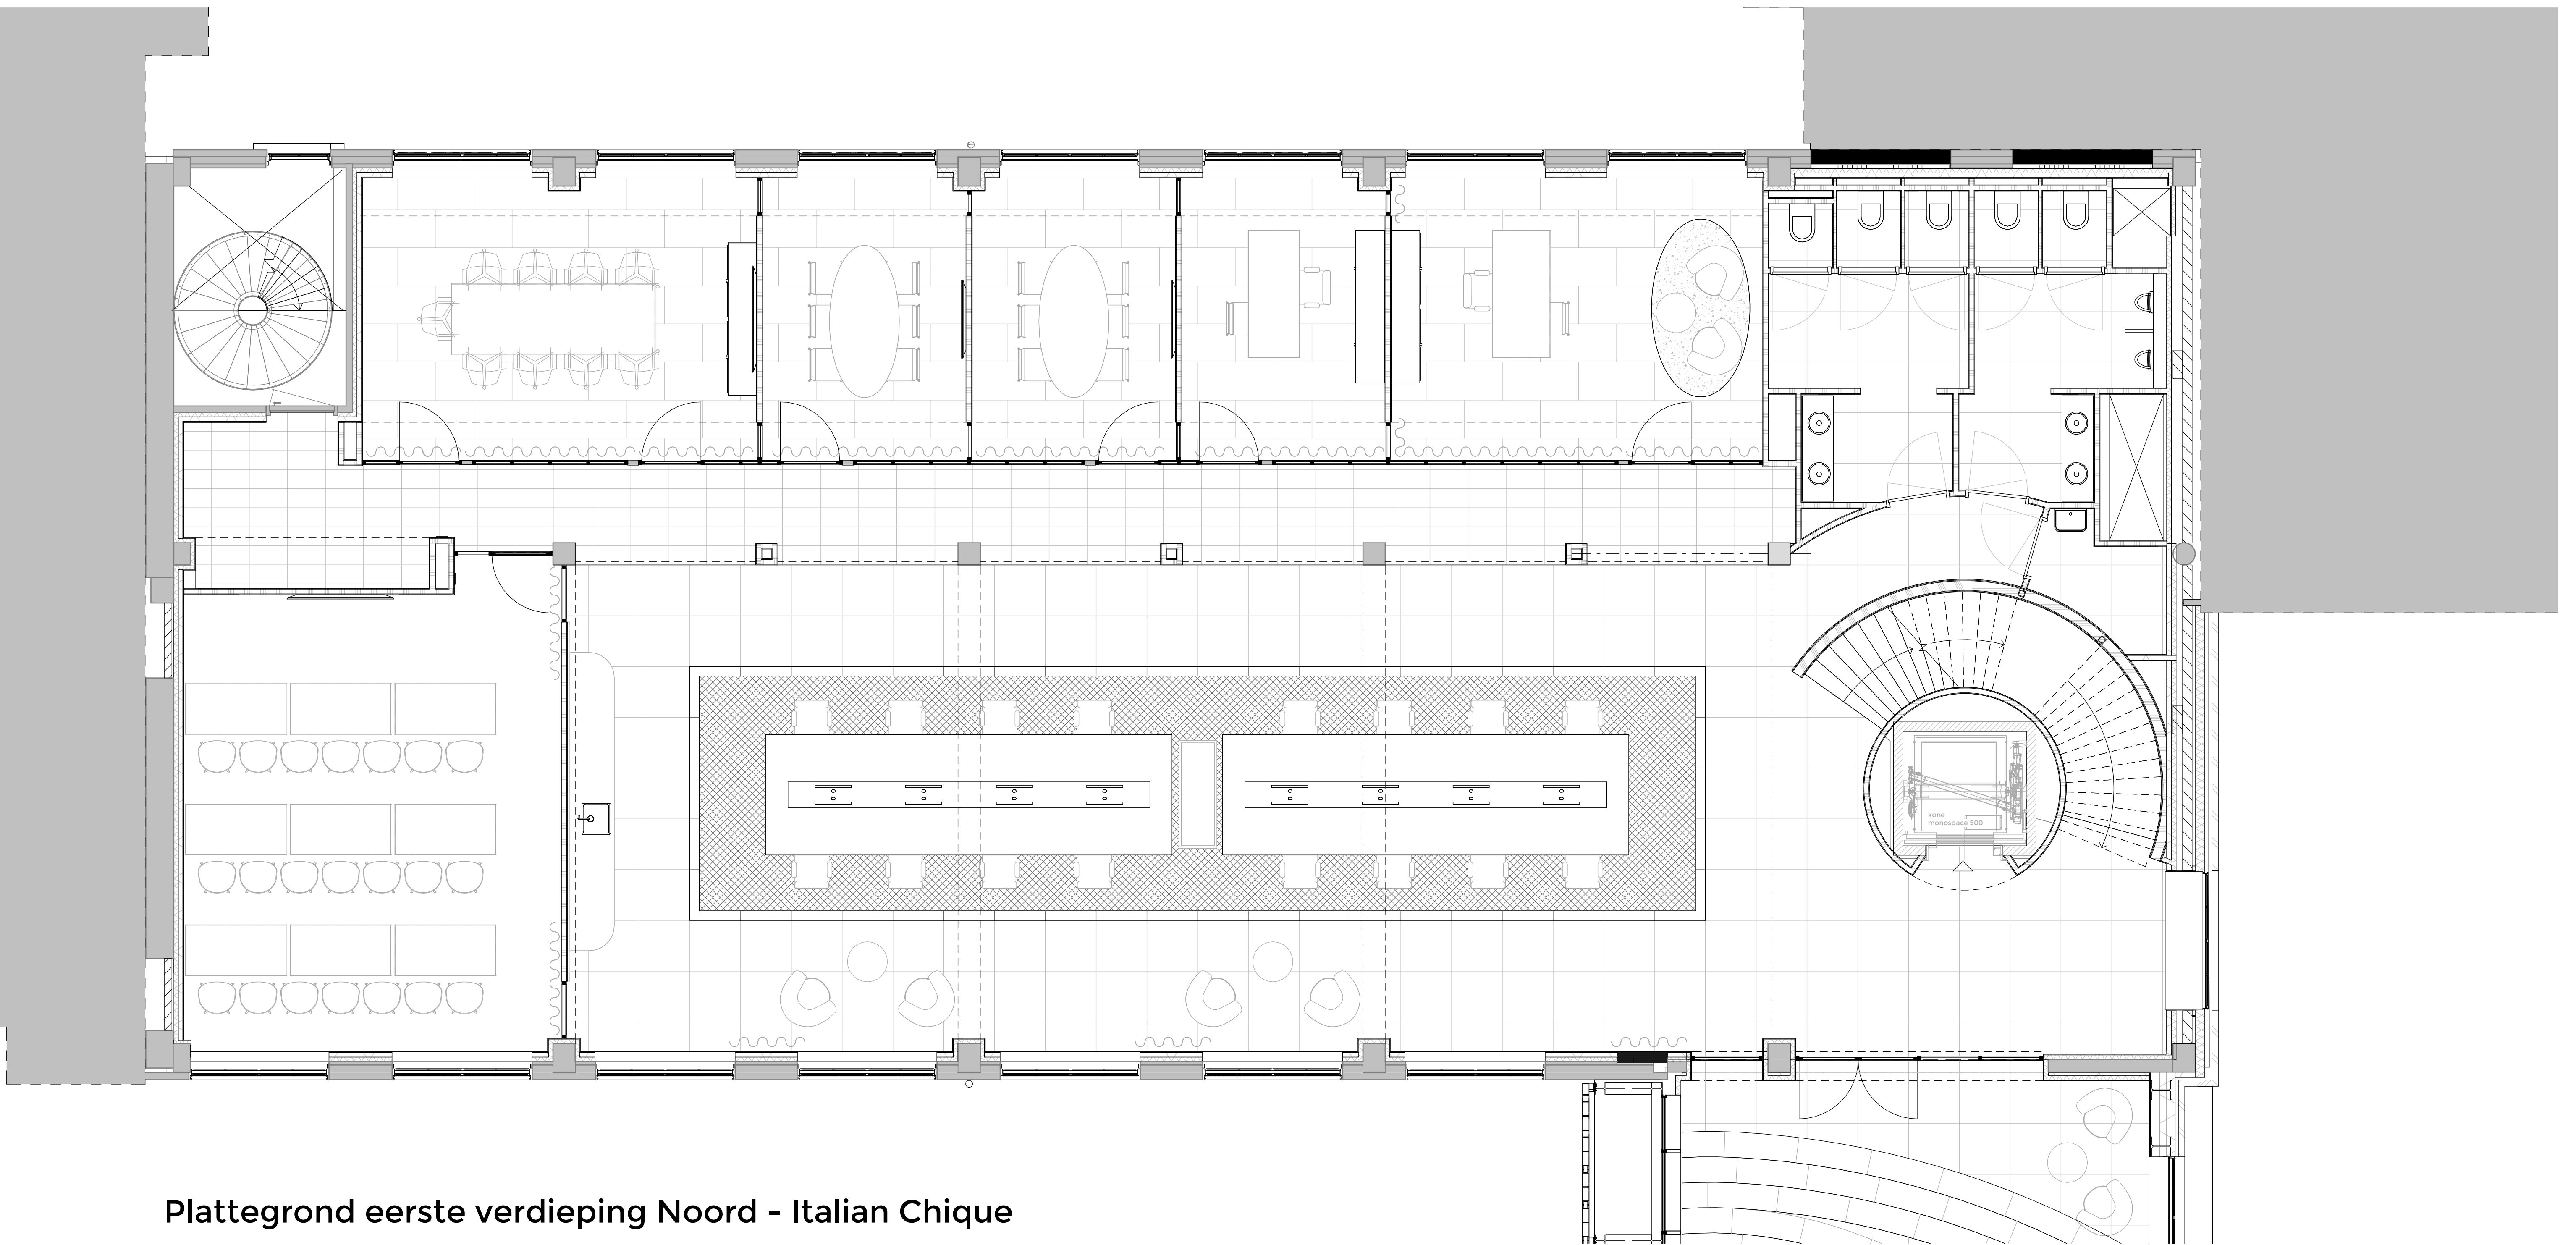 kone
monospace 500
Plattegrond eerste verdieping Noord - Italian Chique